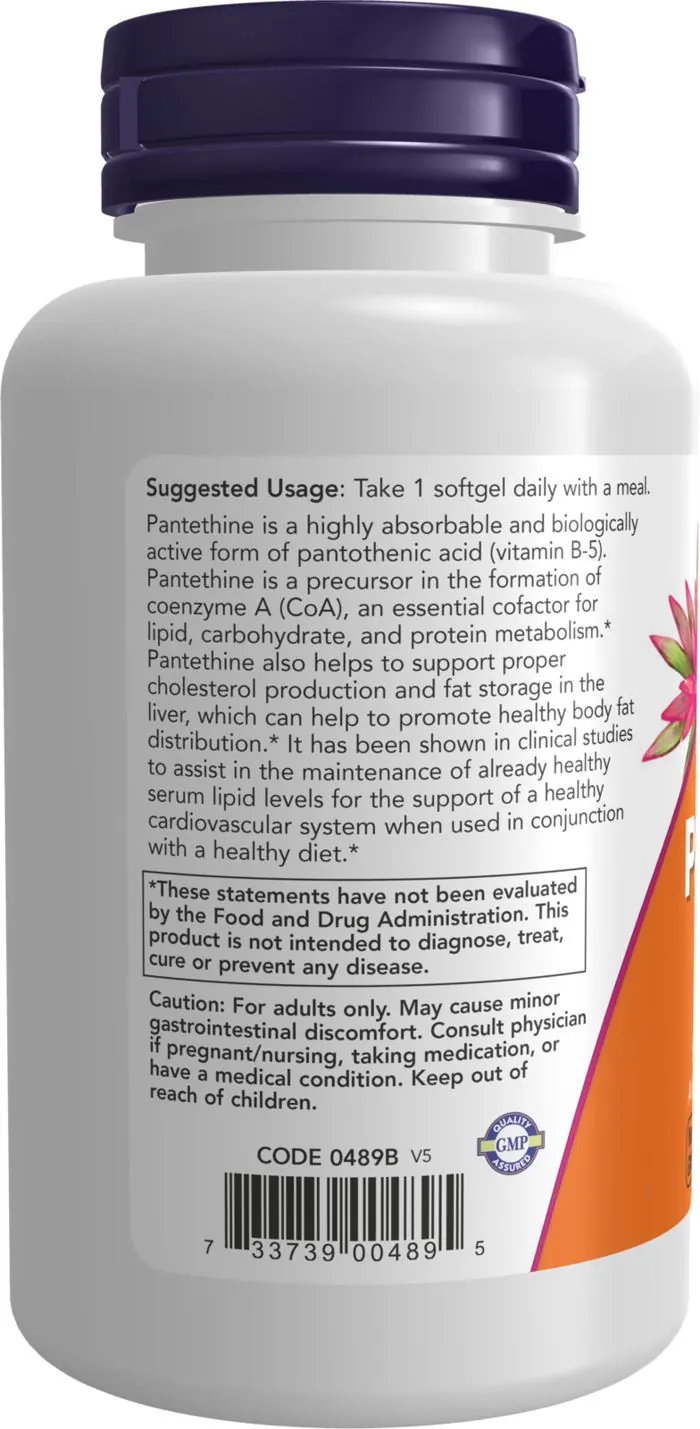 Suggested Usage: Take 1 softgel daily with a meal.
Pantethine is a highly absorbable and biologically
active form of pantothenic acid (vitamin B-5).
Pantethine is a precursor in the formation of
coenzyme A (CoA), an essential cofactor for
lipid, carbohydrate, and protein metabolism.*
Pantethine also helps to support proper
cholesterol production and fat storage in the
liver, which can help to promote healthy body fat
distribution.* It has been shown in clinical studies
to assist in the maintenance of already healthy
serum lipid levels for the support of a healthy
cardiovascular system when used in conjunction
with a healthy diet.*
*These statements have not been evaluated
by the Food and Drug Administration. This
product is not intended to diagnose, treat,
cure or prevent any disease.
Caution: For adults only. May cause minor
gastrointestinal discomfort. Consult physician
if pregnant/nursing, taking medication, or
have a medical condition. Keep out of
reach of children.
QUALITY
GMP
ASSURED
CODE 0489B V5
7 33739 00489 5